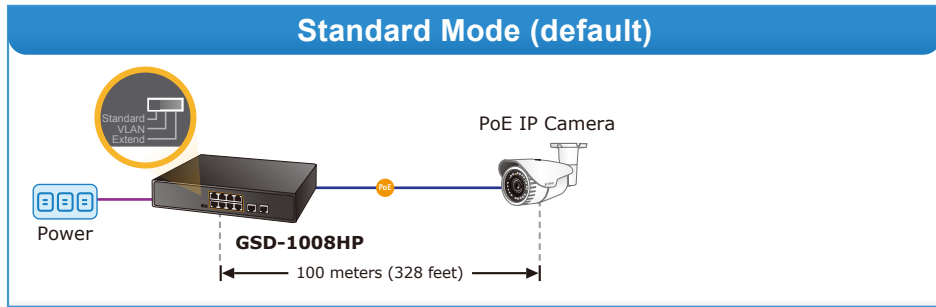 Standard Mode (default)
Standard
VLAN
Extend
PoE IP Camera
PoE
Power
GSD-1008HP
100 meters (328 feet)